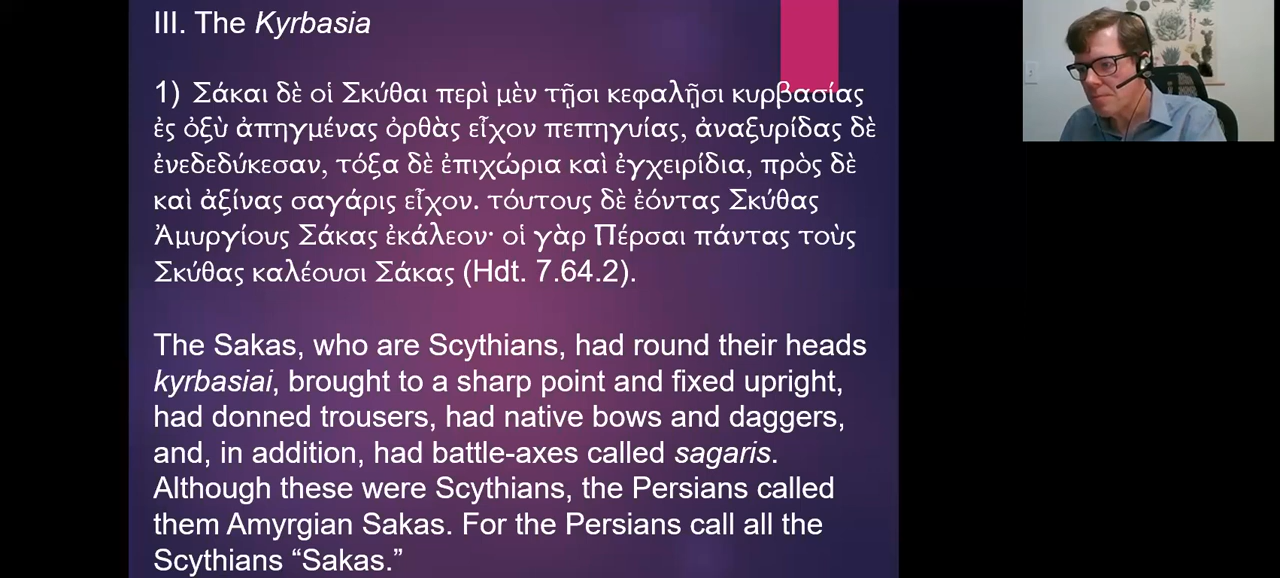 III. The Kyrbasia
1) Σάκαι δὲ οἱ Σκύθαι περὶ μὲν τῇσι κεφαλῇσι κυρβασίας
ἐς ὀξὺ ἀπηγμένας ὀρθὰς εἶχον πεπηγυίας, ἀναξυρίδας δὲ
ἐνεδεδύκεσαν, τόξα δὲ ἐπιχώρια καὶ ἐγχειρίδια, πρὸς δὲ
καὶ ἀξίνας σαγάρις εἶχον. τόυτους δὲ ἐόντας Σκύθας
Ἀμυργίους Σάκας ἐκάλεον· οἱ γὰρ Πέρσαι πάντας τοὺς
Σκύθας καλέουσι Σάκας (Hdt. 7.64.2).
The Sakas, who are Scythians, had round their heads
kyrbasiai, brought to a sharp point and fixed upright,
had donned trousers, had native bows and daggers,
and, in addition, had battle-axes called sagaris.
Although these were Scythians, the Persians called
them Amyrgian Sakas. For the Persians call all the
Scythians “Sakas.”